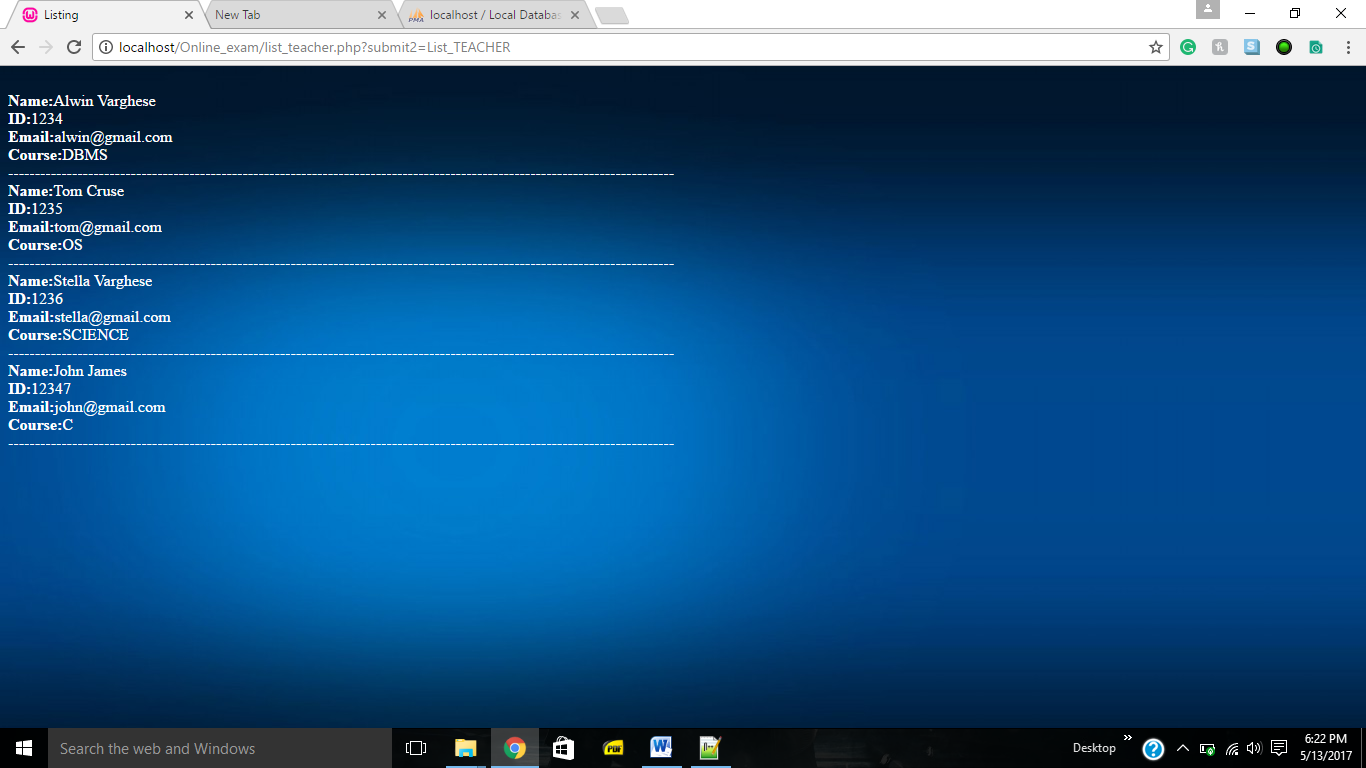 Listing
New Tab
localhost / Local Databas
localhost/Online_exam/list_teacher.php?submit2=List_TEACHER
Name:Alwin Varghese
ID:1234
Email:alwin@gmail.com
Course:DBMS
Name:Tom Cruse
ID:1235
Email:tom@gmail.com
Course:OS
Name:Stella Varghese
ID:1236
Email:stella@gmail.com
Course:SCIENCE
Name:John James
ID:12347
Email:john@gmail.com
Course:C
Search the web and Windows
PDF
Desktop
6:22 PM
5/13/2017